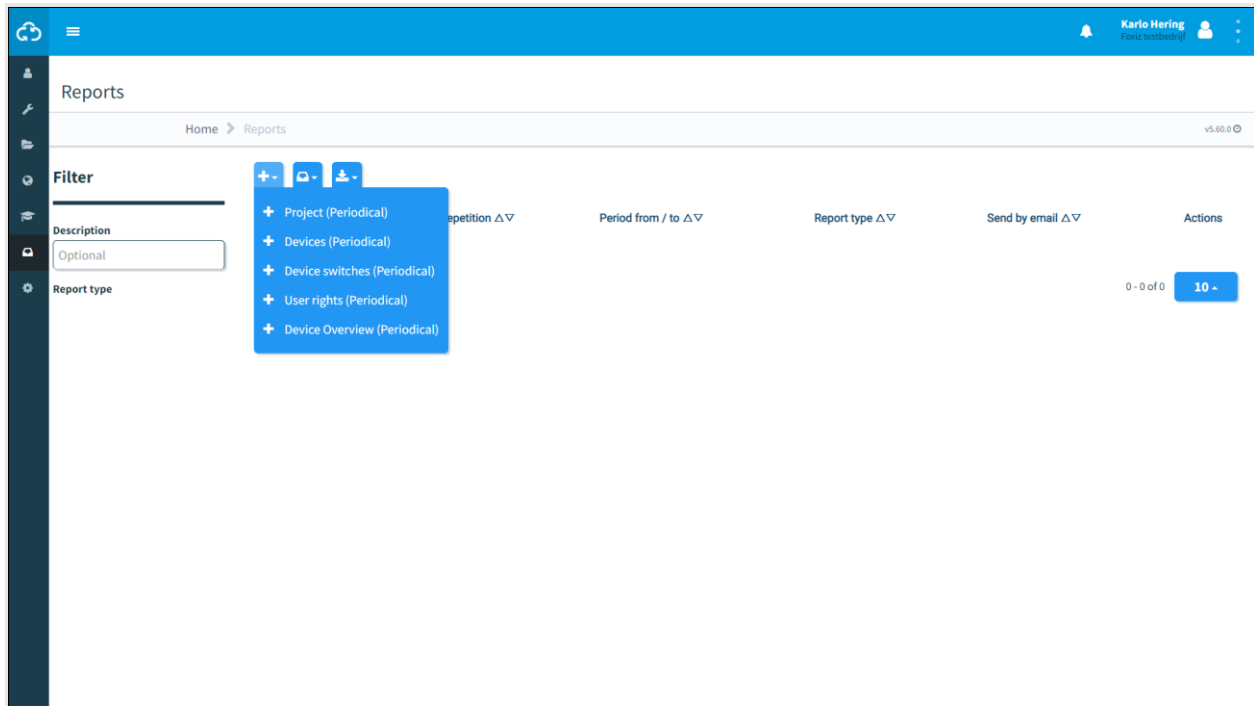 Karlo Hering
Foxiz testbedrijf
Reports
Home Reports
v5.60.0
Filter
Description
Optional
Report type
Project (Periodical)
Devices (Periodical)
Device switches (Periodical)
User rights (Periodical)
Device Overview (Periodical)
epetition Period from / to Report type Send by email Actions
0 - 0 of 0 10